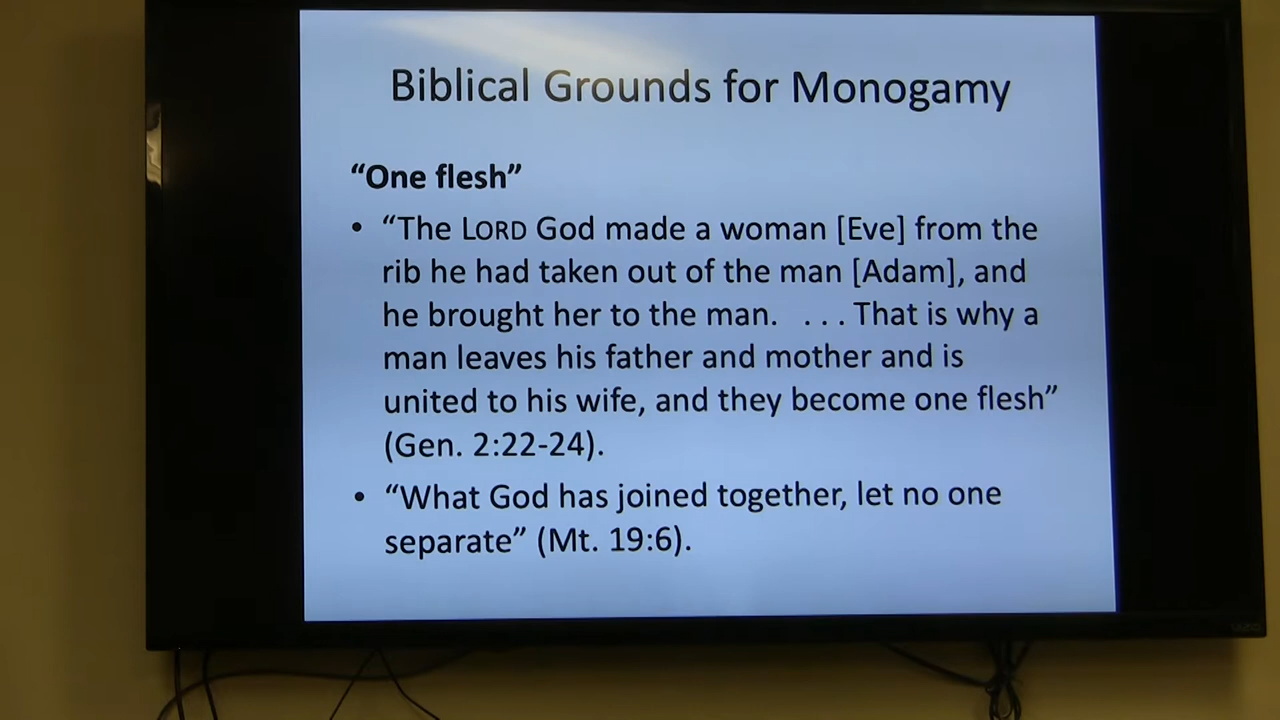 Biblical Grounds for Monogamy
“One flesh”
• “The LORD God made a woman [Eve] from the
rib he had taken out of the man [Adam], and
he brought her to the man. . . . That is why a
man leaves his father and mother and is
united to his wife, and they become one flesh”
(Gen. 2:22-24).
• “What God has joined together, let no one
separate” (Mt. 19:6).
VIZIO